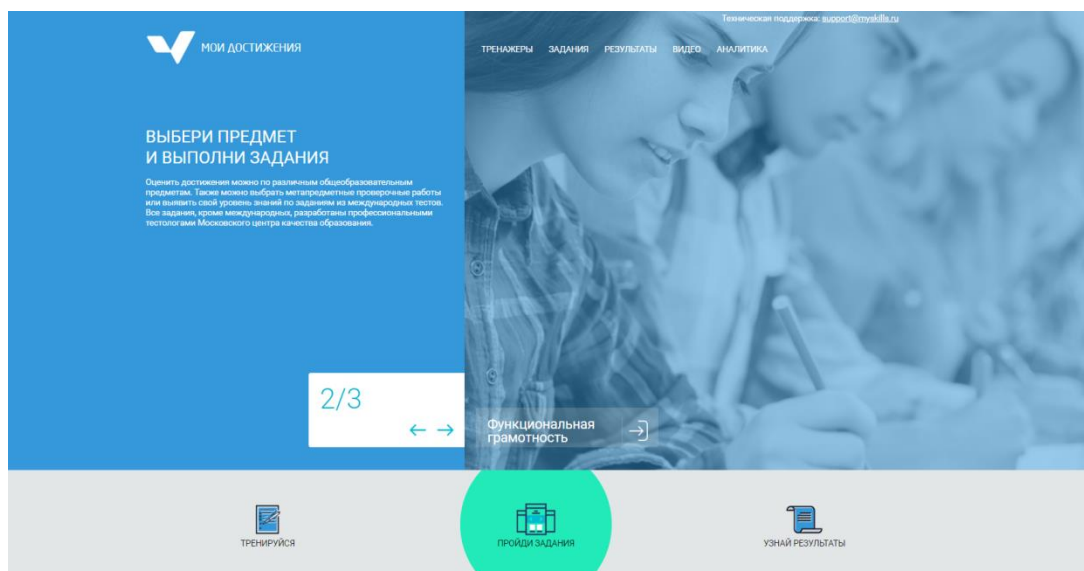 Техническая поддержка: support@myskills.ru
МОИ ДОСТИЖЕНИЯ
ТРЕНАЖЕРЫ ЗАДАНИЯ РЕЗУЛЬТАТЫ ВИДЕО АНАЛИТИКА
ВЫБЕРИ ПРЕДМЕТ
И ВЫПОЛНИ ЗАДАНИЯ
Оценить достижения можно по различным общеобразовательным
предметам. Также можно выбрать метапредметные проверочные работы
или выявить свой уровень знаний по заданиям из международных тестов.
Все задания, кроме международных, разработаны профессиональными
тестологами Московского центра качества образования.
2/3
Функциональная
грамотность
ТРЕНИРУЙСЯ
ПРОЙДИ ЗАДАНИЯ
УЗНАЙ РЕЗУЛЬТАТЫ